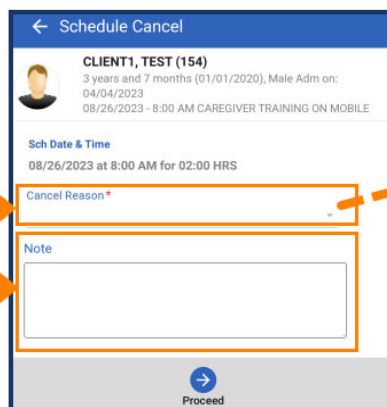 Schedule Cancel
CLIENT1, TEST (154)
3 years and 7 months (01/01/2020), Male Adm on:
04/04/2023
08/26/2023 - 8:00 AM CAREGIVER TRAINING ON MOBILE
Sch Date & Time
08/26/2023 at 8:00 AM for 02:00 HRS
Cancel Reason*
Note
Proceed